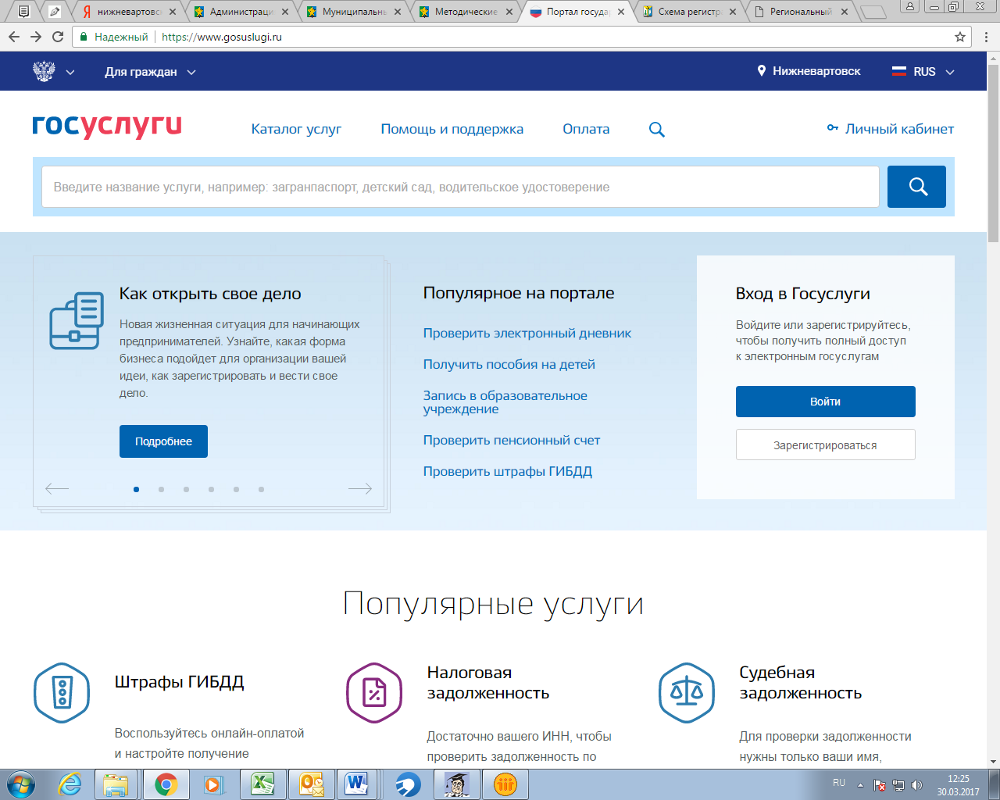 нижневартовс
Администраци
Муниципальны
Методические
Портал госуда
Схема регистр
Региональный
Надежный
https://www.gosuslugi.ru
Для граждан
Нижневартовск
RUS
госуслуги
Каталог услуг
Помощь и поддержка
Оплата
Личный кабинет
Введите название услуги, например: загранпаспорт, детский сад, водительское удостоверение
Как открыть свое дело
Новая жизненная ситуация для начинающих
предпринимателей. Узнайте, какая форма
бизнеса подойдет для организации вашей
идеи, как зарегистрировать и вести свое
дело.
Подробнее
Популярное на портале
Проверить электронный дневник
Получить пособия на детей
Запись в образовательное
учреждение
Проверить пенсионный счет
Проверить штрафы ГИБДД
Вход в Госуслуги
Войдите или зарегистрируйтесь,
чтобы получить полный доступ
к электронным госуслугам
Войти
Зарегистрироваться
Популярные услуги
Штрафы ГИБДД
Воспользуйтесь онлайн-оплатой
и настройте получение
Налоговая
задолженность
Достаточно вашего ИНН, чтобы
проверить задолженность по
Судебная
задолженность
Для проверки задолженности
нужны только ваши имя,
RU
12:25
30.03.2017